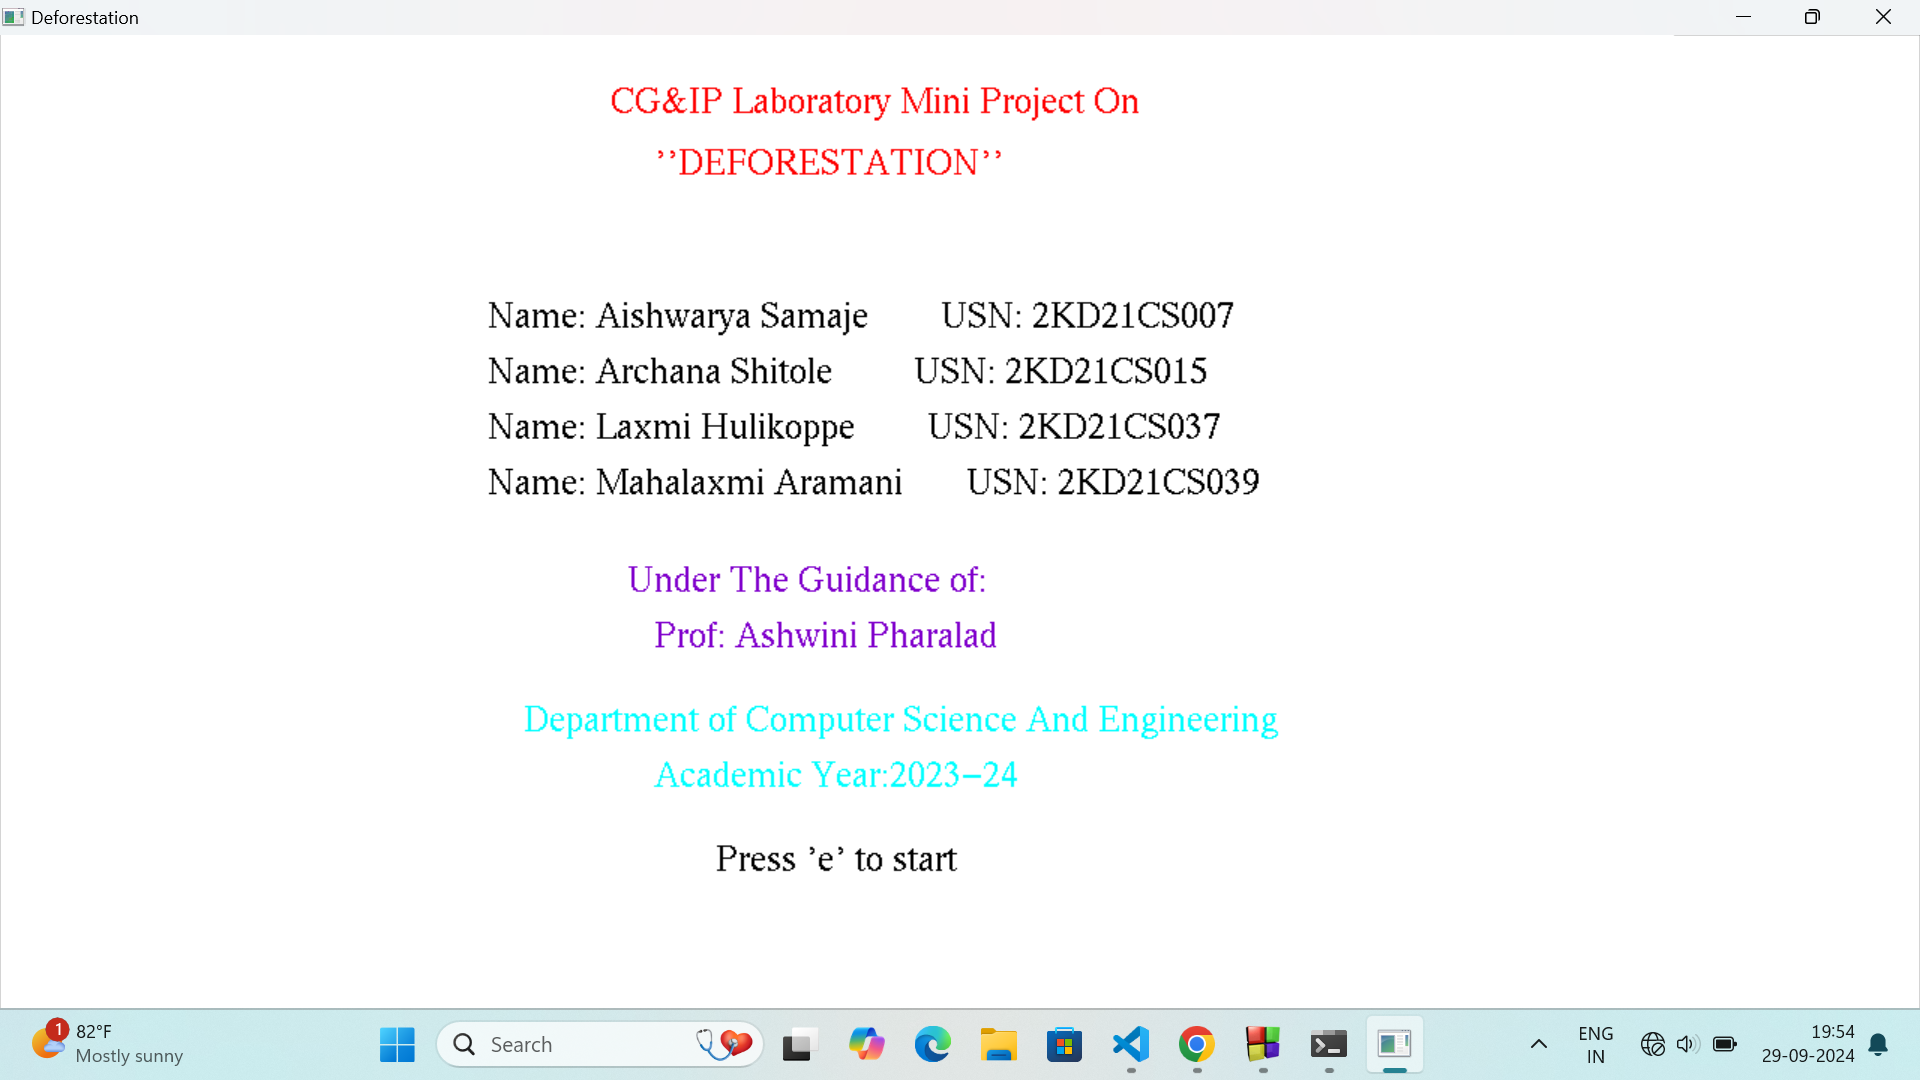 Deforestation
CG&IP Laboratory Mini Project On
’’DEFORESTATION’’
Name: Aishwarya Samaje USN: 2KD21CS007
Name: Archana Shitole USN: 2KD21CS015
Name: Laxmi Hulikoppe USN: 2KD21CS037
Name: Mahalaxmi Aramani USN: 2KD21CS039
Under The Guidance of:
Prof: Ashwini Pharalad
Department of Computer Science And Engineering
Academic Year:2023−24
Press ’e’ to start
1
82°F
Mostly sunny
Search
ENG
IN
19:54
29-09-2024